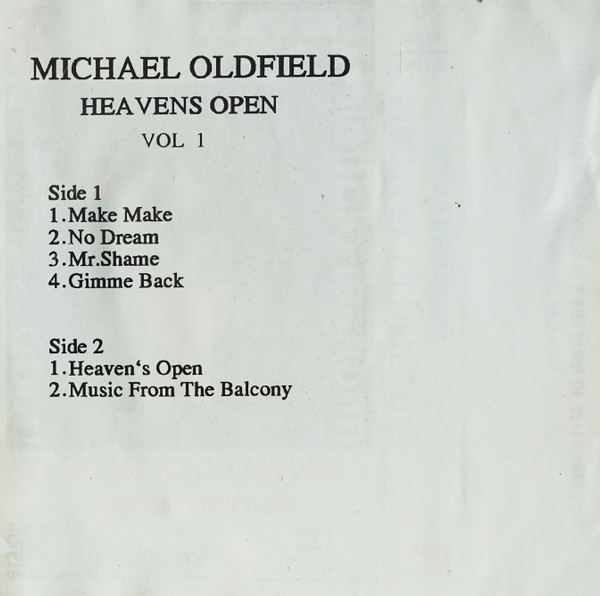 MICHAEL OLDFIELD
HEAVENS OPEN
VOL 1
Side 1
1.Make Make
2.No Dream
3.Mr.Shame
4.Gimme Back
Side 2
1.Heaven‘s Open
2.Music From The Balcony